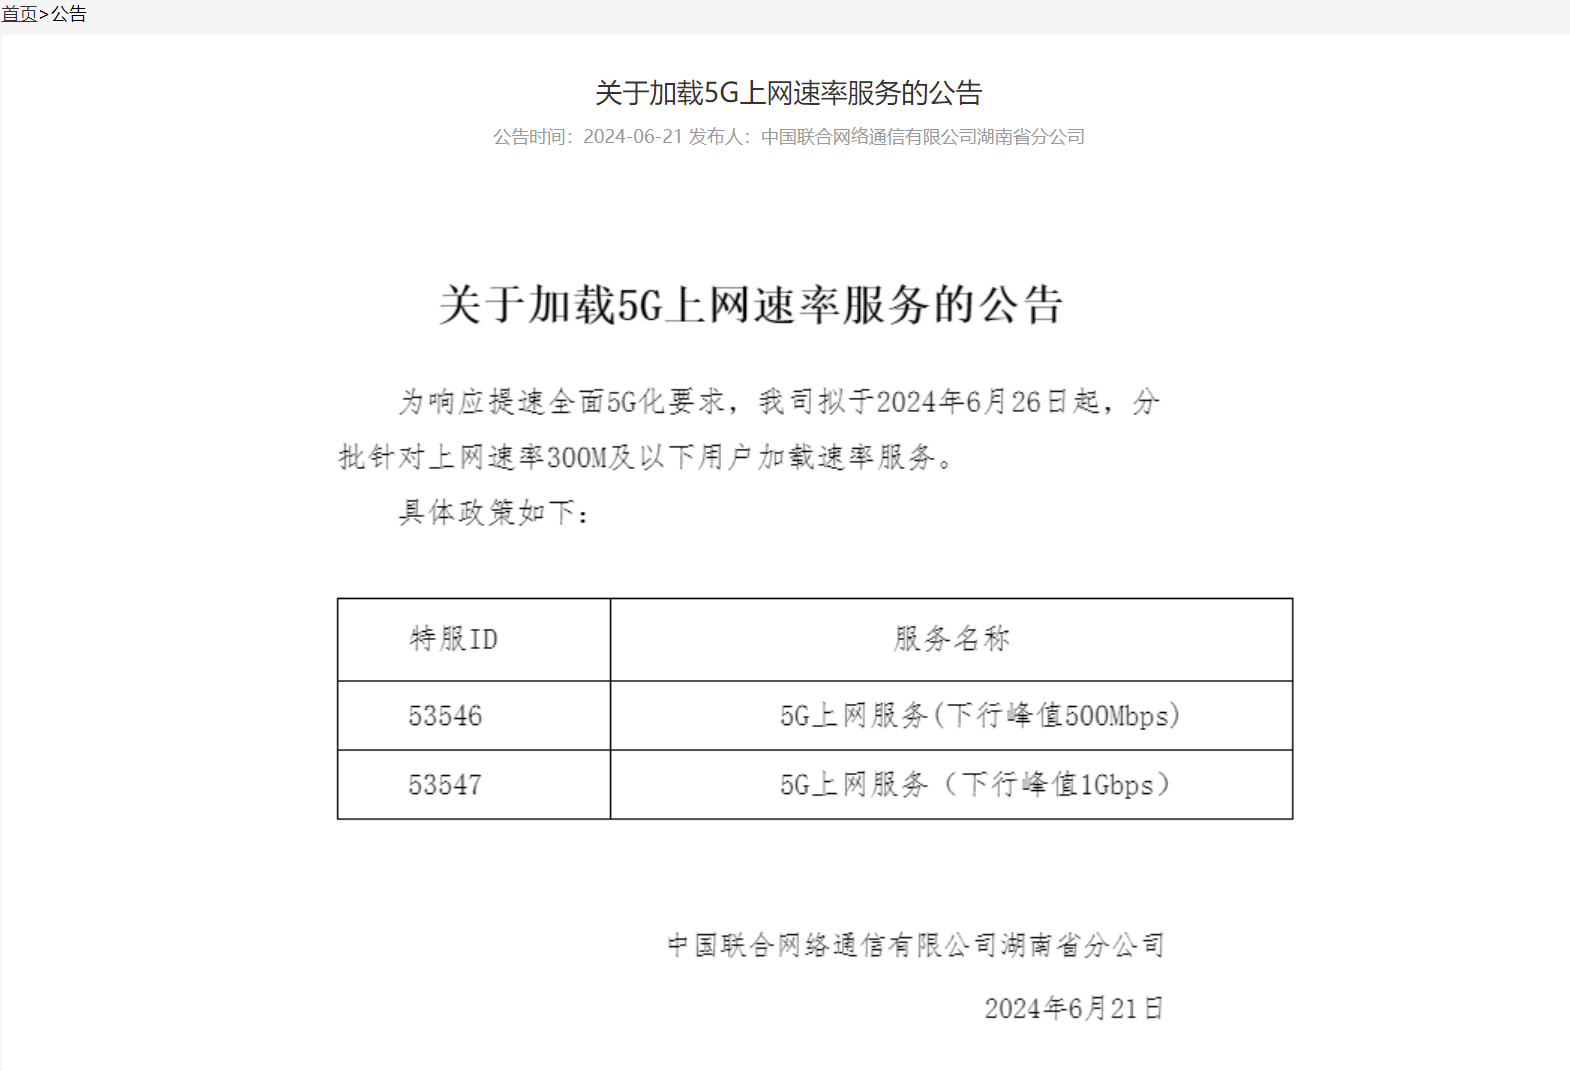 首页>公告
关于加载5G上网速率服务的公告
公告时间：2024-06-21 发布人：中国联合网络通信有限公司湖南省分公司
关于加载5G上网速率服务的公告
为响应提速全面5G化要求，我司拟于2024年6月26日起，分
批针对上网速率300M及以下用户加载速率服务。
具体政策如下：
特服ID 服务名称
53546 5G上网服务(下行峰值500Mbps)
53547 5G上网服务（下行峰值1Gbps）
中国联合网络通信有限公司湖南省分公司
2024年6月21日